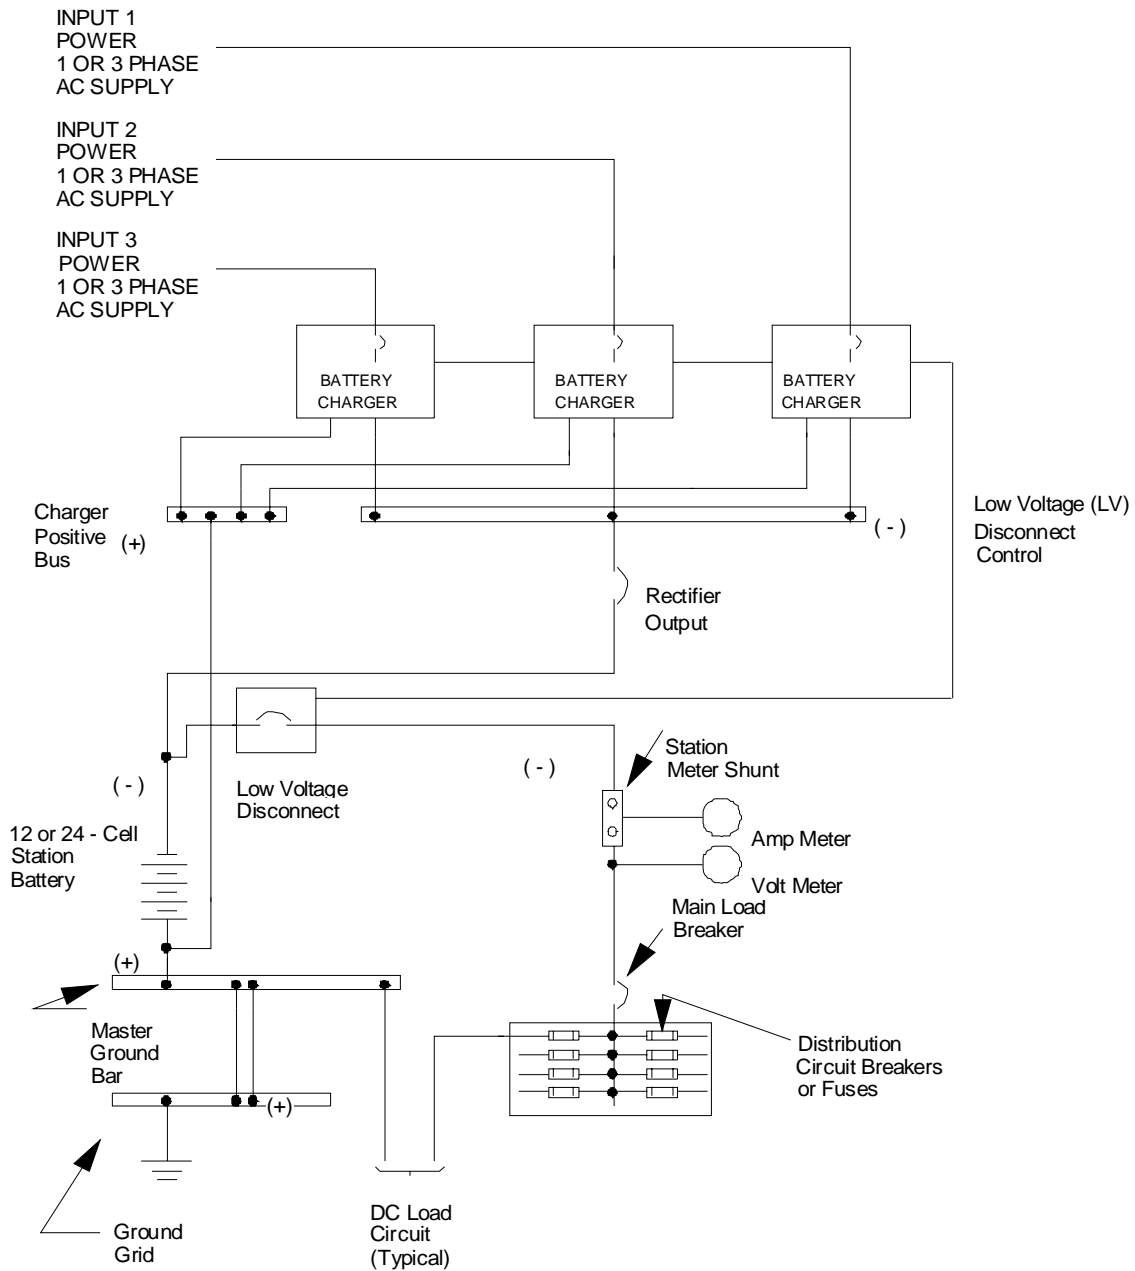 INPUT 1
POWER
1 OR 3 PHASE
AC SUPPLY
INPUT 2
POWER
1 OR 3 PHASE
AC SUPPLY
INPUT 3
POWER
1 OR 3 PHASE
AC SUPPLY
BATTERY
CHARGER
BATTERY
CHARGER
BATTERY
CHARGER
Charger
Positive
Bus
(+)
( - )
Low Voltage (LV)
Disconnect
Control
Rectifier
Output
( - )
Low Voltage
Disconnect
( - )
Station
Meter Shunt
Amp Meter
Volt Meter
12 or 24 - Cell
Station
Battery
Main Load
Breaker
(+)
Master
Ground
Bar
(+)
Distribution
Circuit Breakers
or Fuses
Ground
Grid
DC Load
Circuit
(Typical)